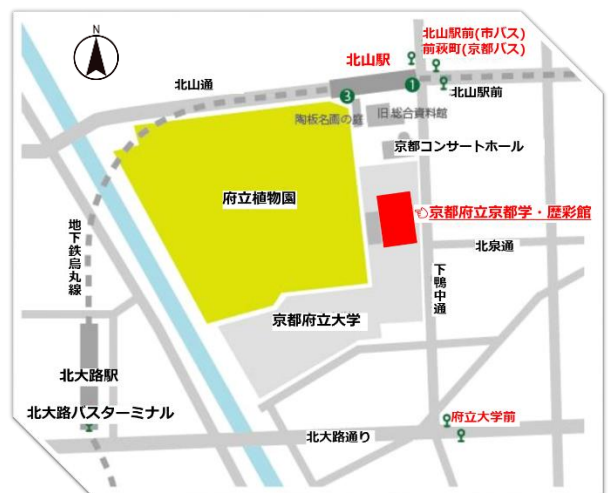 N
北山駅前(市バス)
前萩町(京都バス)
北山駅
北山通
❸
❶
北山駅前
陶板名画の庭
旧総合資料館
京都コンサートホール
府立植物園
京都府立京都学・歴彩館
地下鉄烏丸線
北泉通
下鴨中通
京都府立大学
北大路駅
北大路バスターミナル
府立大学前
北大路通り